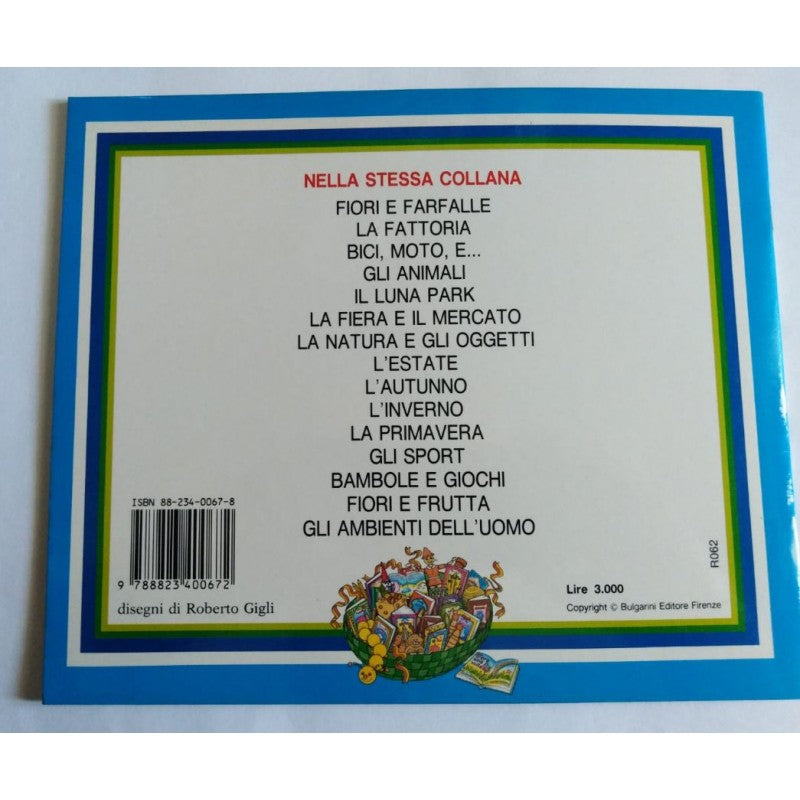 NELLA STESSA COLLANA
FIORI E FARFALLE
LA FATTORIA
BICI, MOTO, E...
GLI ANIMALI
IL LUNA PARK
LA FIERA E IL MERCATO
LA NATURA E GLI OGGETTI
L'ESTATE
L'AUTUNNO
L'INVERNO
LA PRIMAVERA
GLI SPORT
BAMBOLE E GIOCHI
FIORI E FRUTTA
GLI AMBIENTI DELL'UOMO
ISBN 88-234-0067-8
9 788823 400672
disegni di Roberto Gigli
R062
Lire 3.000
Copyright © Bulgarini Editore Firenze